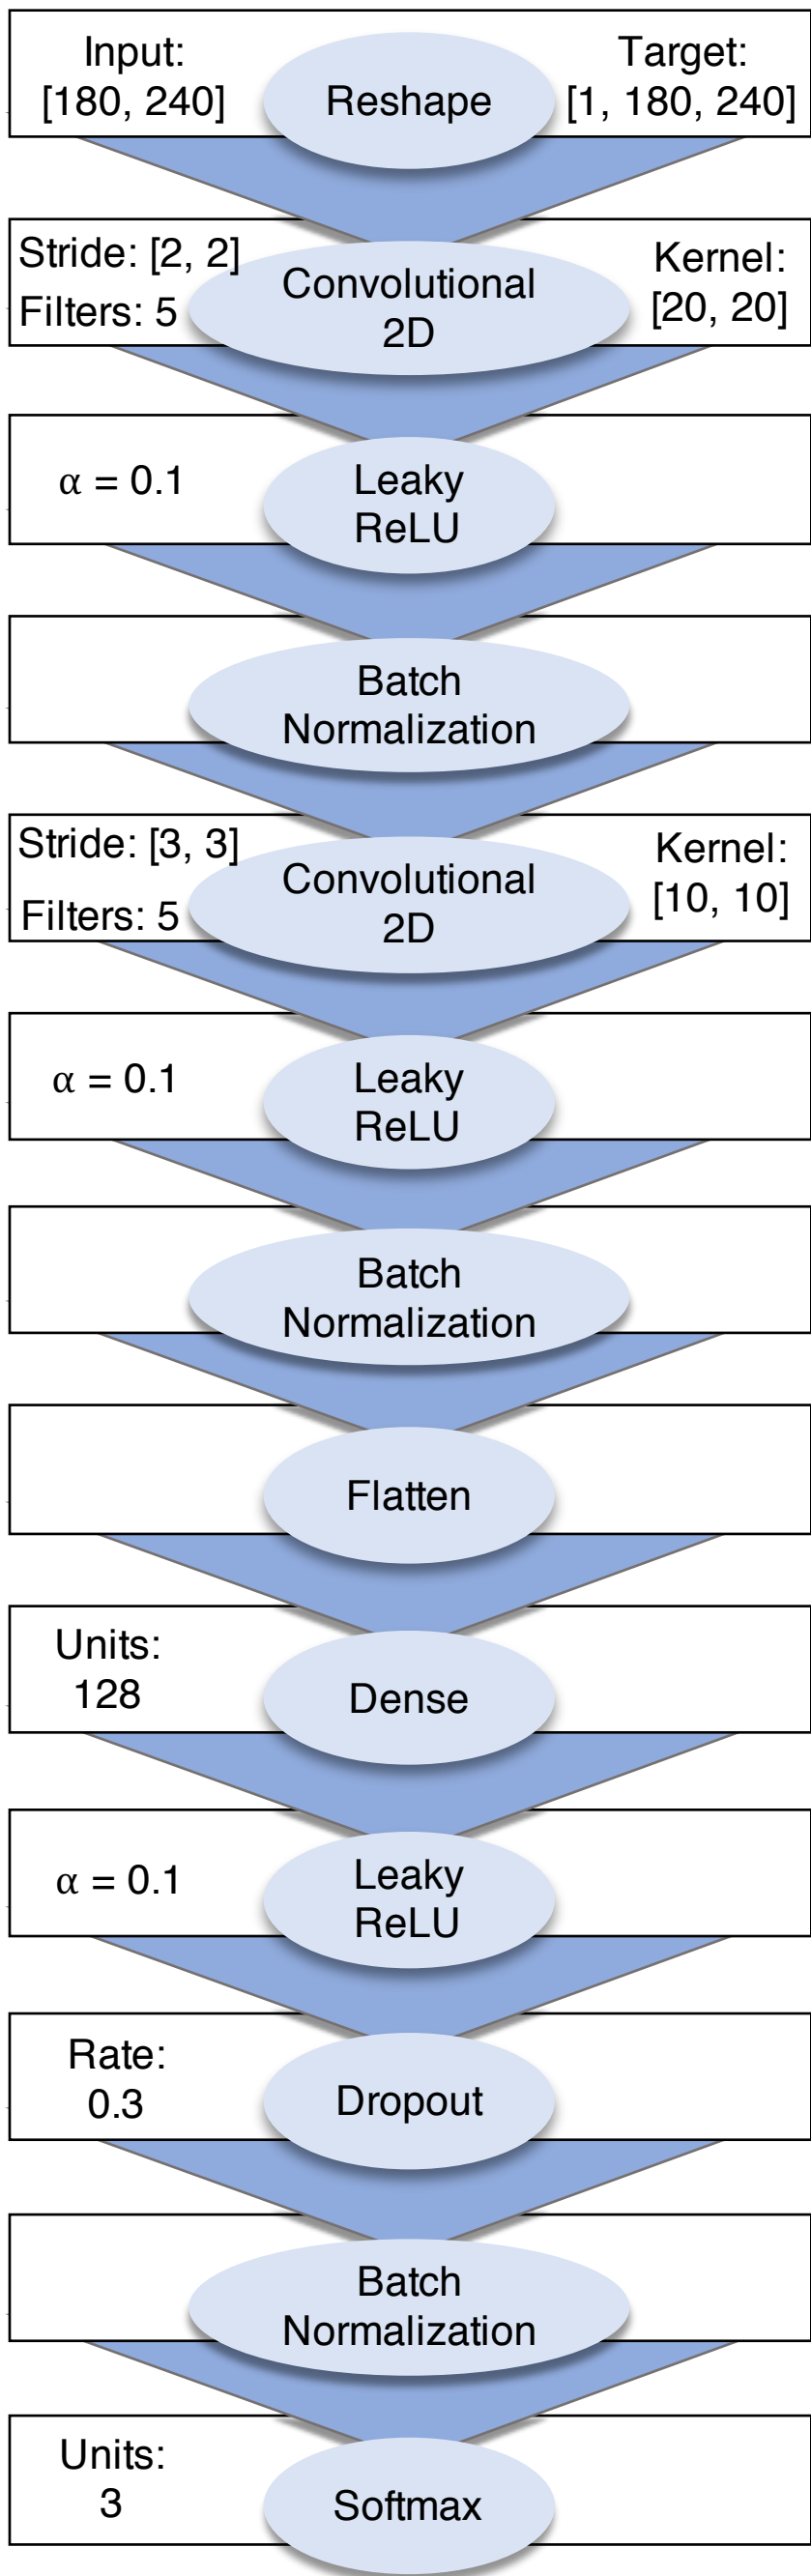 Input:
[180, 240]
Reshape
Target:
[1, 180, 240]
Stride: [2, 2]
Filters: 5
Convolutional
2D
Kernel:
[20, 20]
α = 0.1
Leaky
ReLU
Batch
Normalization
Stride: [3, 3]
Filters: 5
Convolutional
2D
Kernel:
[10, 10]
α = 0.1
Leaky
ReLU
Batch
Normalization
Flatten
Units:
128
Dense
α = 0.1
Leaky
ReLU
Rate:
0.3
Dropout
Batch
Normalization
Units:
3
Softmax